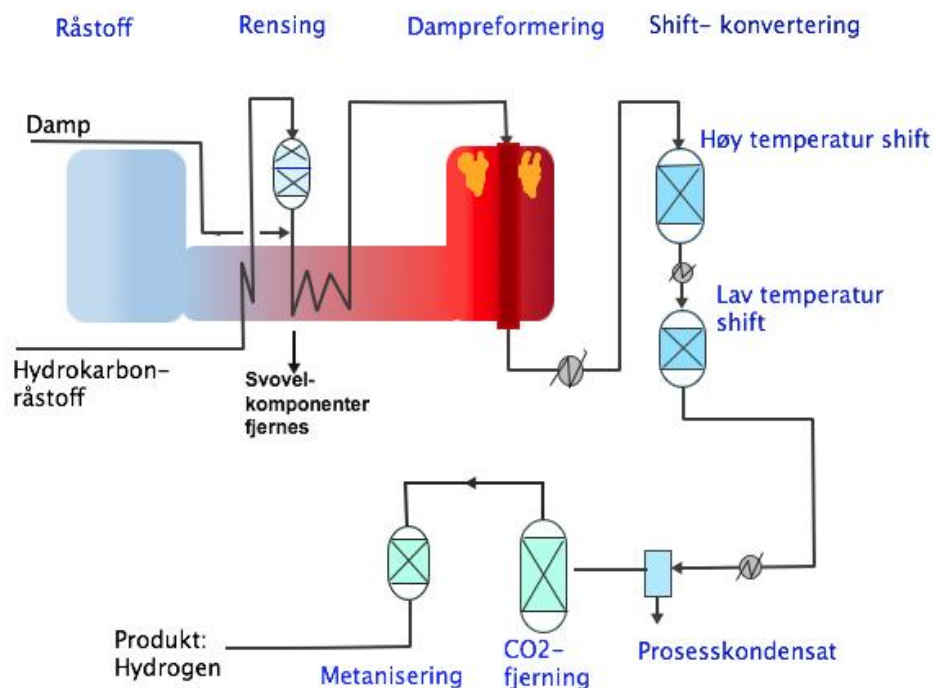 Råstoff
Rensing
Dampreformering
Shift- konvertering
Damp
Høy temperatur shift
Lav temperatur
shift
Hydrokarbon-
råstoff
Svovel-
komponenter
fjernes
Produkt:
Hydrogen
Metanisering
CO2-
fjerning
Prosesskondensat